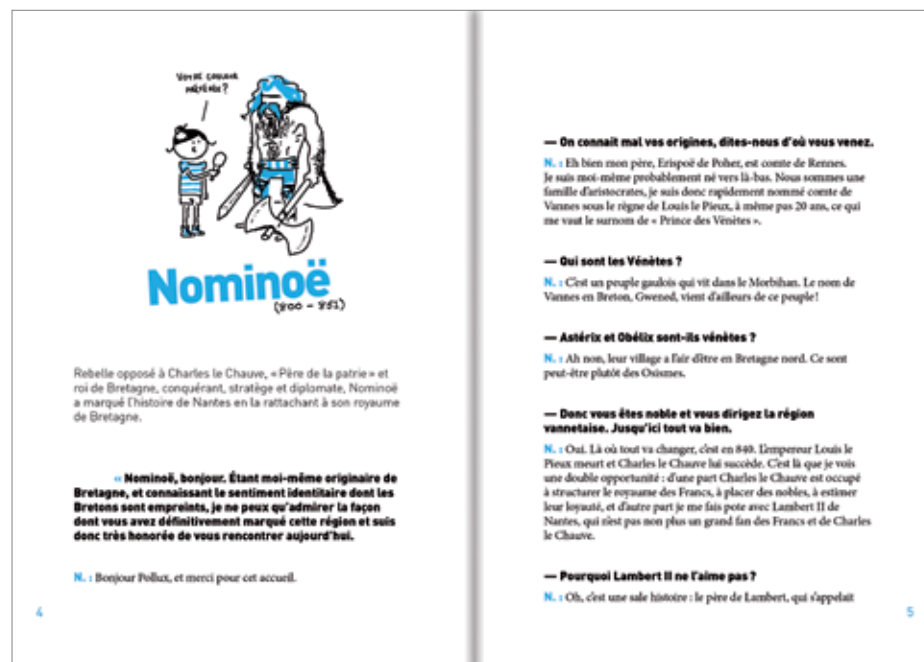 VOTRE COULEUR
PRÉFÉRÉE ?
Nominoë
(800 – 851)
Rebelle opposé à Charles le Chauve, « Père de la patrie » et
roi de Bretagne, conquérant, stratège et diplomate, Nominoë
a marqué l'histoire de Nantes en la rattachant à son royaume
de Bretagne.
« Nominoë, bonjour. Étant moi-même originaire de
Bretagne, et connaissant le sentiment identitaire dont les
Bretons sont empreints, je ne peux qu'admirer la façon
dont vous avez définitivement marqué cette région et suis
donc très honorée de vous rencontrer aujourd'hui.
N. : Bonjour Pollux, et merci pour cet accueil.
4
— On connait mal vos origines, dites-nous d'où vous venez.
N. : Eh bien mon père, Erispoë de Poher, est comte de Rennes.
Je suis moi-même probablement né vers là-bas. Nous sommes une
famille d'aristocrates, je suis donc rapidement nommé comte de
Vannes sous le règne de Louis le Pieux, à même pas 20 ans, ce qui
me vaut le surnom de « Prince des Vénètes ».
— Qui sont les Vénètes ?
N. : C'est un peuple gaulois qui vit dans le Morbihan. Le nom de
Vannes en Breton, Gwened, vient d'ailleurs de ce peuple !
— Astérix et Obélix sont-ils vénètes ?
N. : Ah non, leur village a l'air d'être en Bretagne nord. Ce sont
peut-être plutôt des Osismes.
— Donc vous êtes noble et vous dirigez la région
vannetaise. Jusqu'ici tout va bien.
N. : Oui. Là où tout va changer, c'est en 840. L'empereur Louis le
Pieux meurt et Charles le Chauve lui succède. C'est là que je vois
une double opportunité : d'une part Charles le Chauve est occupé
à structurer le royaume des Francs, à placer des nobles, à estimer
leur loyauté, et d'autre part je me fais pote avec Lambert II de
Nantes, qui n'est pas non plus un grand fan des Francs et de Charles
le Chauve.
— Pourquoi Lambert II ne l'aime pas ?
N. : Oh, c'est une sale histoire : le père de Lambert, qui s'appelait
5